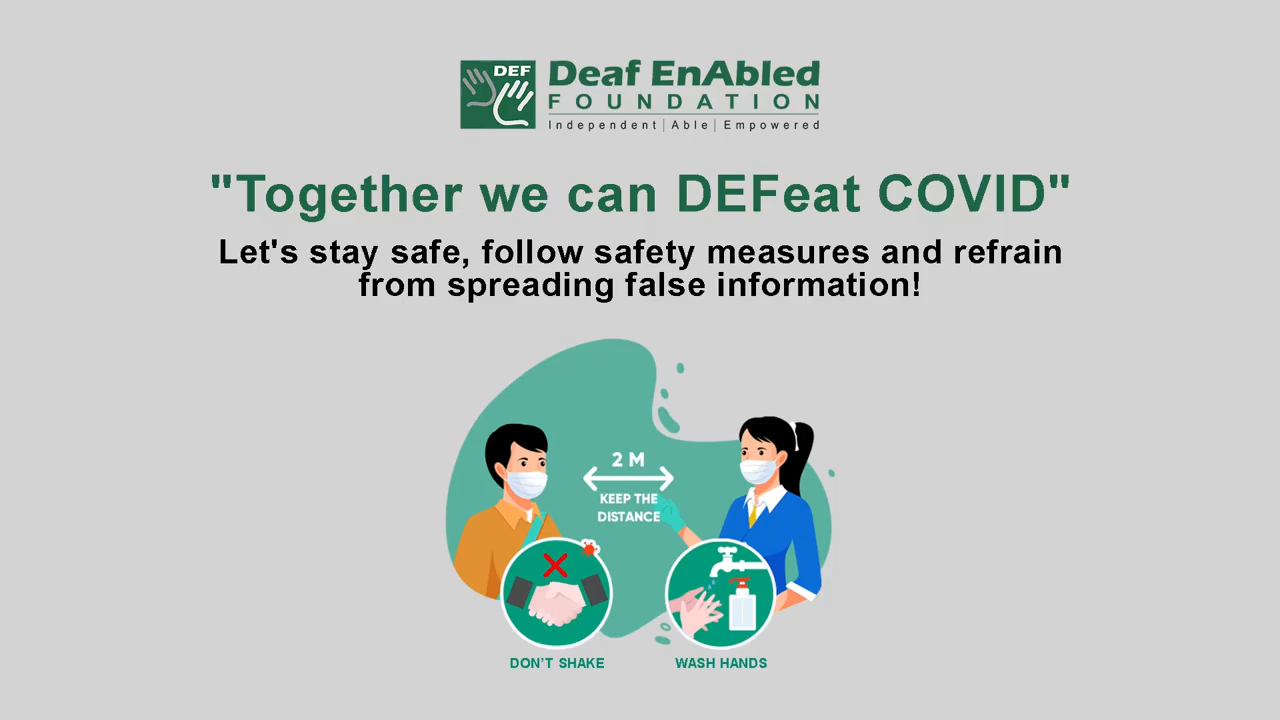 DEF
Deaf EnAbled
FOUNDATION
Independent | Able | Empowered
"Together we can DEFeat COVID"
Let's stay safe, follow safety measures and refrain
from spreading false information!
2 M
KEEP THE
DISTANCE
DON'T SHAKE
WASH HANDS